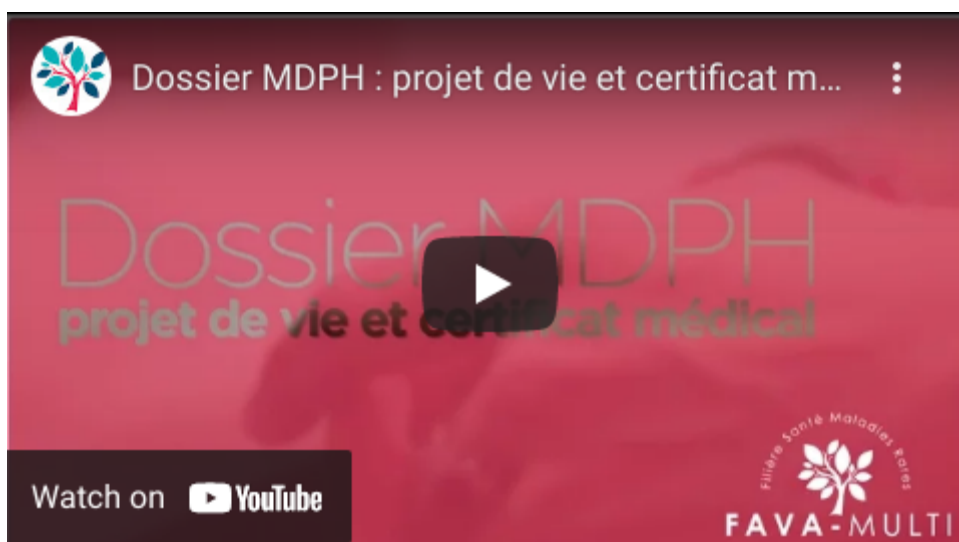 Dossier MDPH : projet de vie et certificat m...
Dossier MDPH
projet de vie et certificat médical
Filière Santé Maladies Rares
FAVA-MULTI
Watch on YouTube